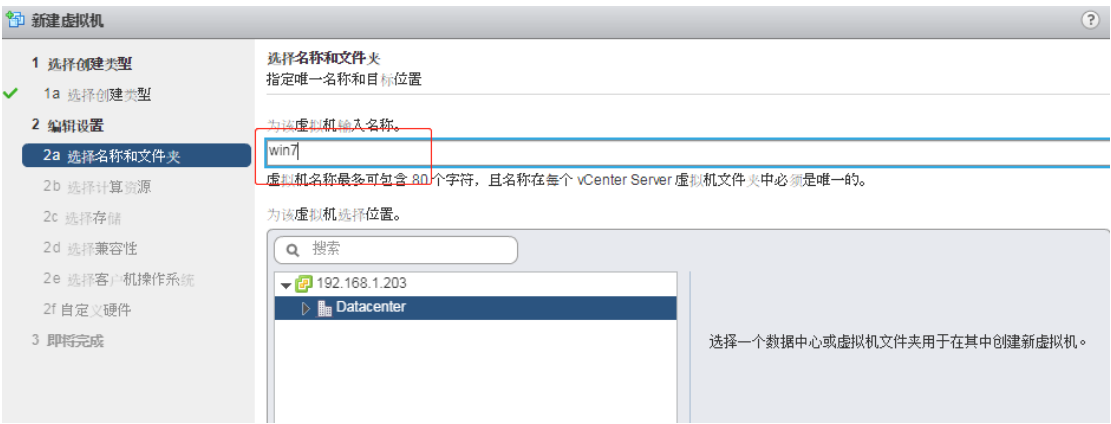 新建虚拟机
?
1 选择创建类型
1a 选择创建类型
2 编辑设置
2a 选择名称和文件夹
2b 选择计算资源
2c 选择存储
2d 选择兼容性
2e 选择客户机操作系统
2f 自定义硬件
3 即将完成
选择名称和文件夹
指定唯一名称和目标位置
为该虚拟机输入名称。
win7
虚拟机名称最多可包含 80 个字符，且名称在每个 vCenter Server 虚拟机文件夹中必须是唯一的。
为该虚拟机选择位置。
搜索
192.168.1.203
Datacenter
选择一个数据中心或虚拟机文件夹用于在其中创建新虚拟机。